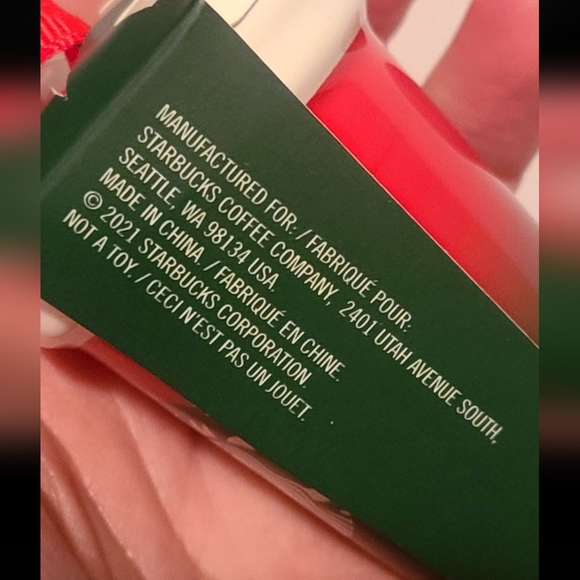 MANUFACTURED FOR: / FABRIQUÉ POUR:
STARBUCKS COFFEE COMPANY, 2401 UTAH AVENUE SOUTH,
SEATTLE, WA 98134 USA
MADE IN CHINA. / FABRIQUÉ EN CHINE.
© 2021 STARBUCKS CORPORATION.
NOT A TOY. / CECI N'EST PAS UN JOUET.